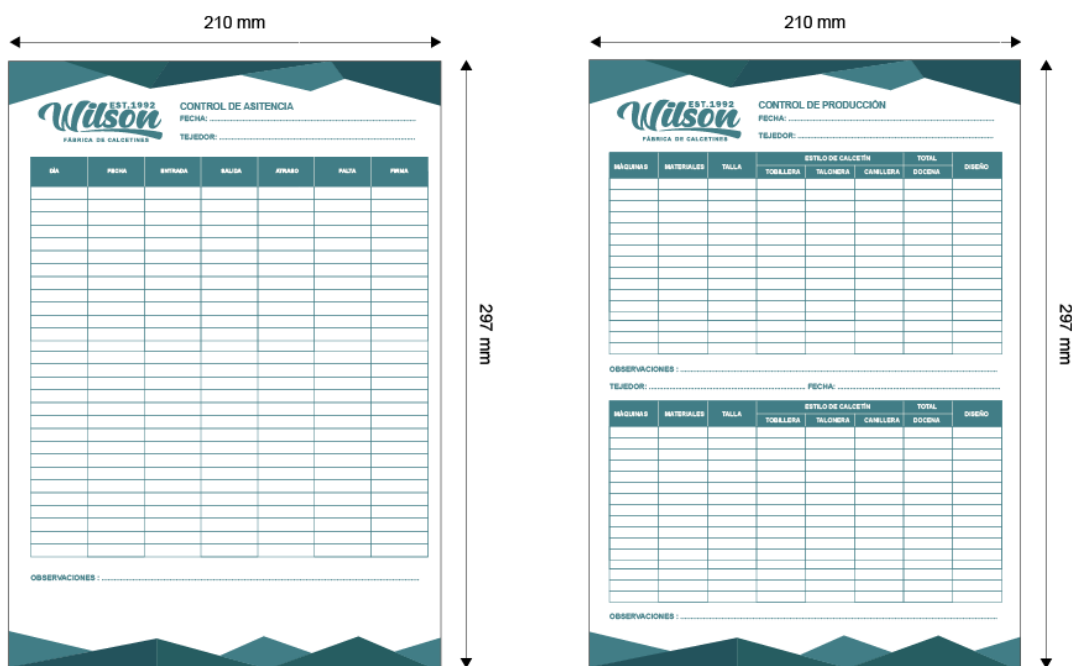 210 mm
297 mm
EST.1992
Wilson
FÁBRICA DE CALCETINES
CONTROL DE ASITENCIA
FECHA:
TEJEDOR:
DÍA FECHA ENTRADA SALIDA ATRASO FALTA FIRMA
OBSERVACIONES :
210 mm
297 mm
EST.1992
Wilson
FÁBRICA DE CALCETINES
CONTROL DE PRODUCCIÓN
FECHA:
TEJEDOR:
MÁQUINAS MATERIALES TALLA ESTILO DE CALCETÍN TOTAL DISEÑO
TOBILLERA TALONERA CANILLERA DOCENA
OBSERVACIONES :
TEJEDOR: FECHA:
MÁQUINAS MATERIALES TALLA ESTILO DE CALCETÍN TOTAL DISEÑO
TOBILLERA TALONERA CANILLERA DOCENA
OBSERVACIONES :